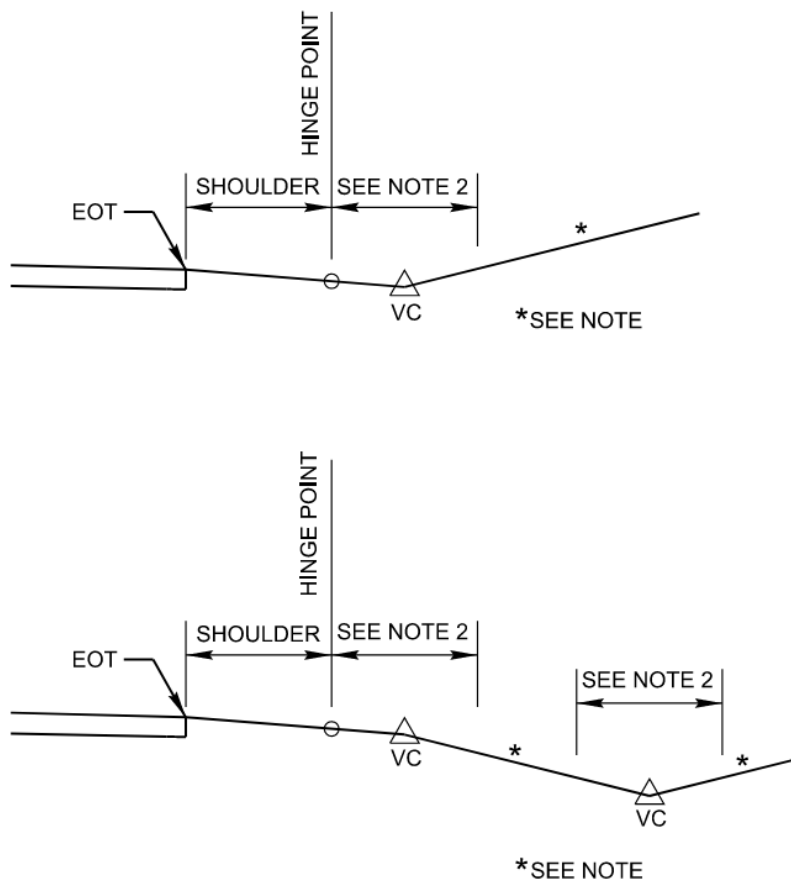 HINGE POINT
SHOULDER SEE NOTE 2
EOT
*
VC
*SEE NOTE
HINGE POINT
SHOULDER SEE NOTE 2
EOT
SEE NOTE 2
* *
VC
VC
*SEE NOTE